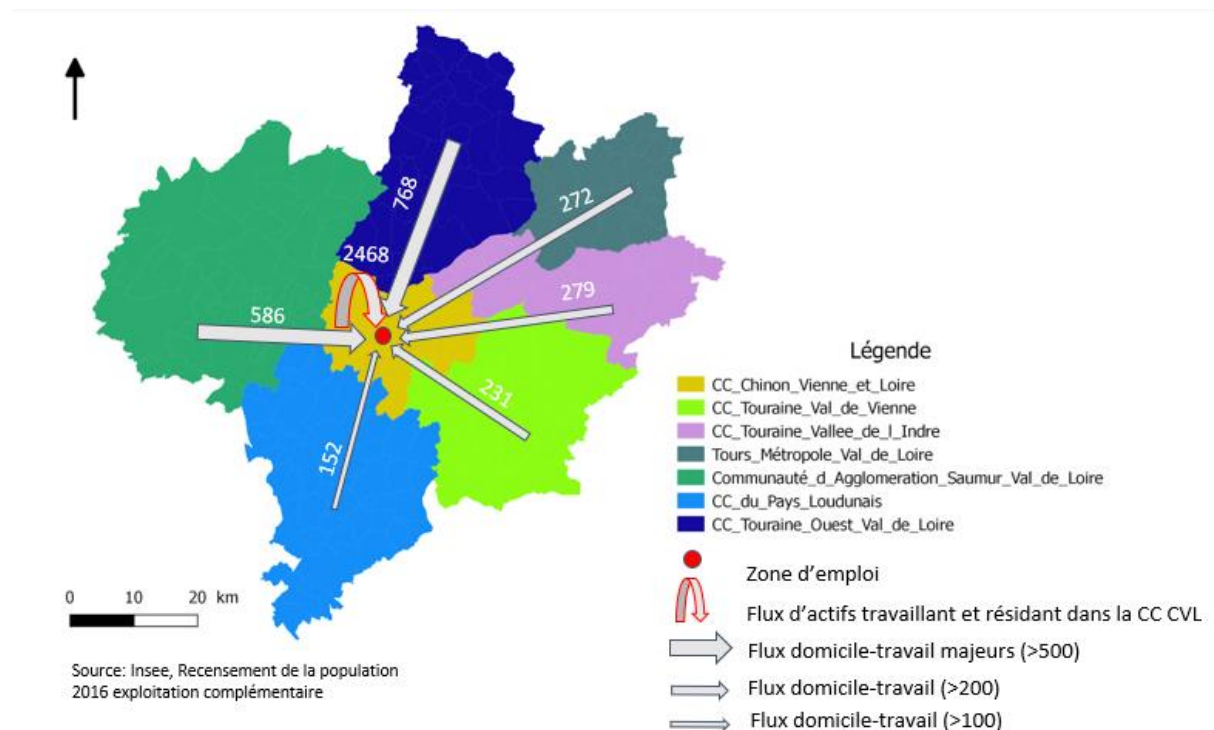 768
272
2468
279
586
231
152
Légende
CC_Chinon_Vienne_et_Loire
CC_Touraine_Val_de_Vienne
CC_Touraine_Vallee_de_l_Indre
Tours_Métropole_Val_de_Loire
Communauté_d_Agglomeration_Saumur_Val_de_Loire
CC_du_Pays_Loudunais
CC_Touraine_Ouest_Val_de_Loire
Zone d’emploi
Flux d’actifs travaillant et résidant dans la CC CVL
Flux domicile-travail majeurs (>500)
Flux domicile-travail (>200)
Flux domicile-travail (>100)
0 10 20 km
Source: Insee, Recensement de la population
2016 exploitation complémentaire